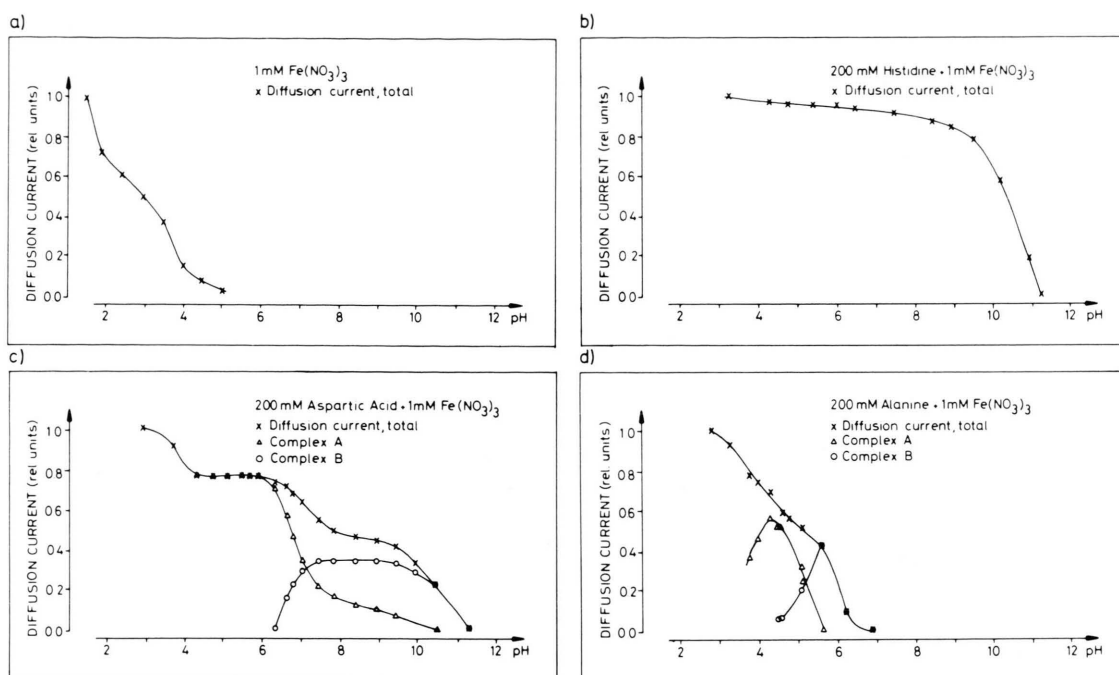 a)
1 mM Fe(NO3)3
x Diffusion current, total
DIFFUSION CURRENT (rel units)
1.0
0.8
0.6
0.4
0.2
0.0
2 4 6 8 10 12 pH
b)
200 mM Histidine + 1mM Fe(NO3)3
x Diffusion current, total
DIFFUSION CURRENT (rel. units)
1.0
0.8
0.6
0.4
0.2
0.0
2 4 6 8 10 12 pH
c)
200 mM Aspartic Acid + 1mM Fe(NO3)3
x Diffusion current, total
△ Complex A
○ Complex B
DIFFUSION CURRENT (rel. units)
1.0
0.8
0.6
0.4
0.2
0.0
2 4 6 8 10 12 pH
d)
200 mM Alanine + 1mM Fe(NO3)3
x Diffusion current, total
△ Complex A
○ Complex B
DIFFUSION CURRENT (rel. units)
1.0
0.8
0.6
0.4
0.2
0.0
2 4 6 8 10 12 pH